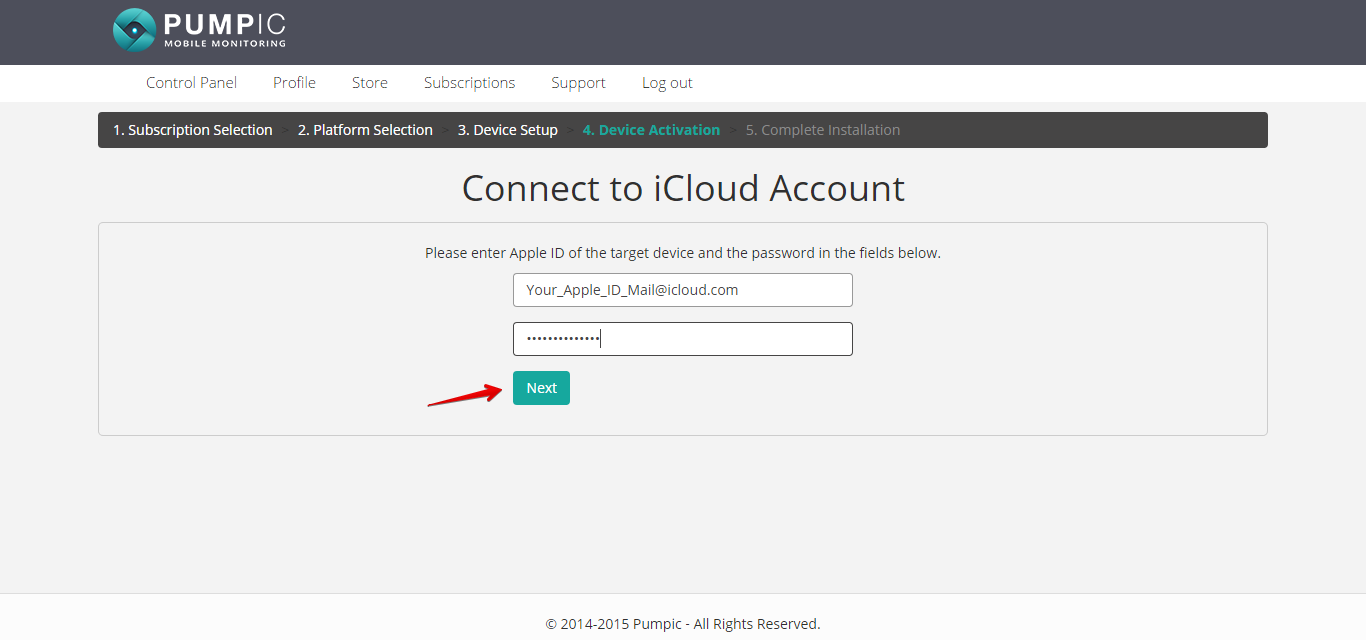 PUMPIC
MOBILE MONITORING
Control Panel Profile Store Subscriptions Support Log out
1. Subscription Selection > 2. Platform Selection > 3. Device Setup > 4. Device Activation > 5. Complete Installation
Connect to iCloud Account
Please enter Apple ID of the target device and the password in the fields below.
Your_Apple_ID_Mail@icloud.com
••••••••••••••
Next
© 2014-2015 Pumpic - All Rights Reserved.